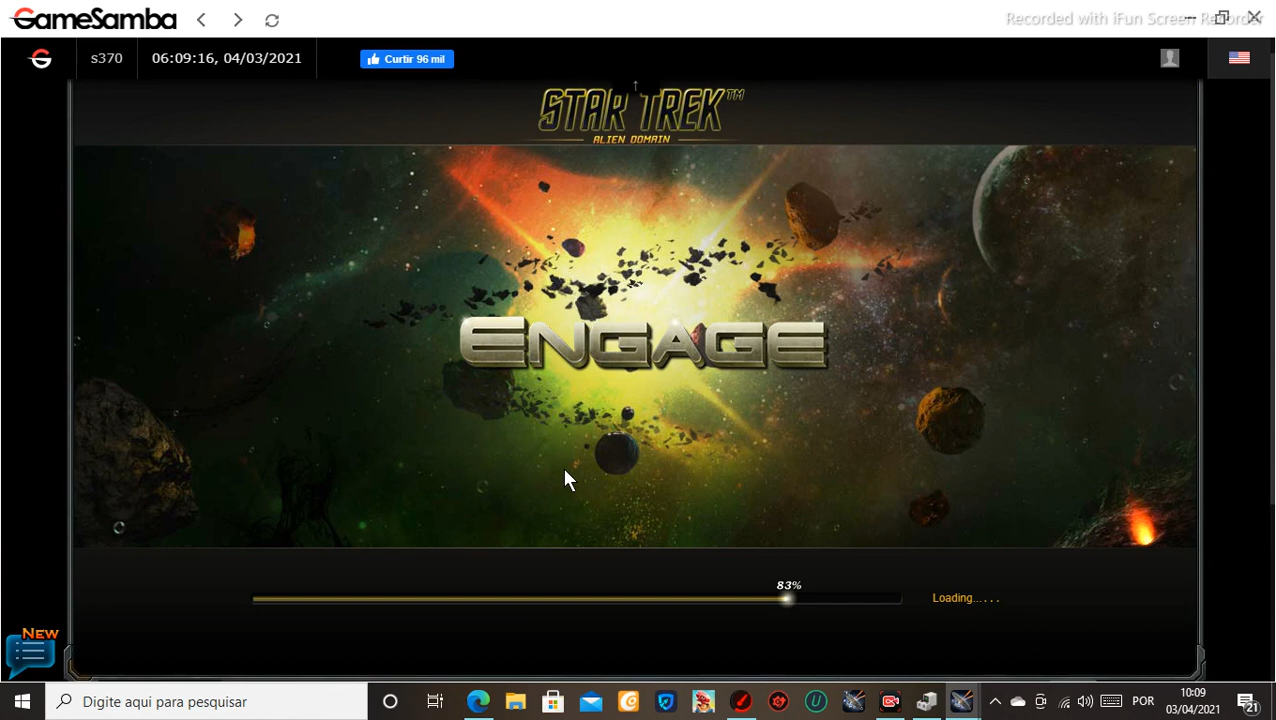 GameSamba
Recorded with iFun Screen Recorder
s370
06:09:16, 04/03/2021
Curtir 96 mil
STAR TREK™
ALIEN DOMAIN
ENGAGE
83%
Loading......
NEW
Digite aqui para pesquisar
POR
10:09
03/04/2021
21